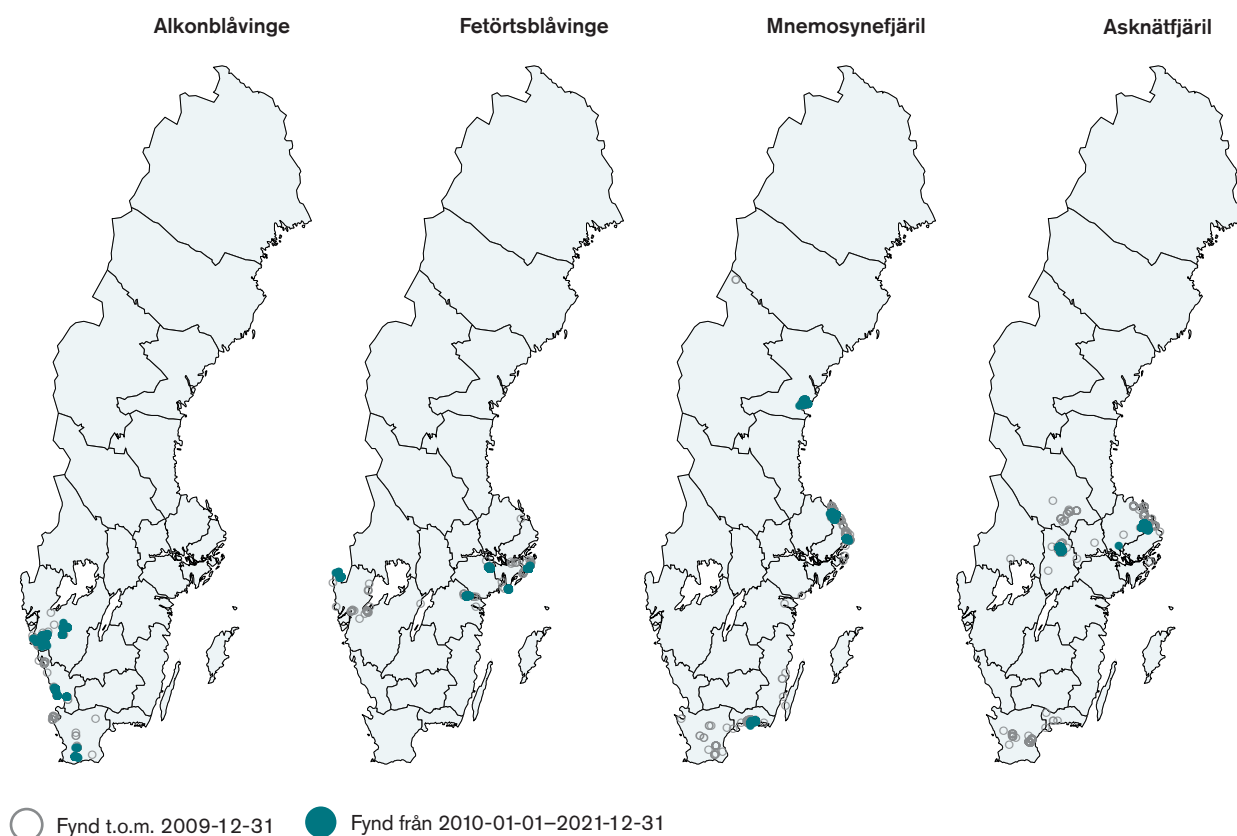 Alkonblåvinge Fetörtsblåvinge Mnemosynefjäril Asknätfjäril
Fynd t.o.m. 2009-12-31 Fynd från 2010-01-01–2021-12-31